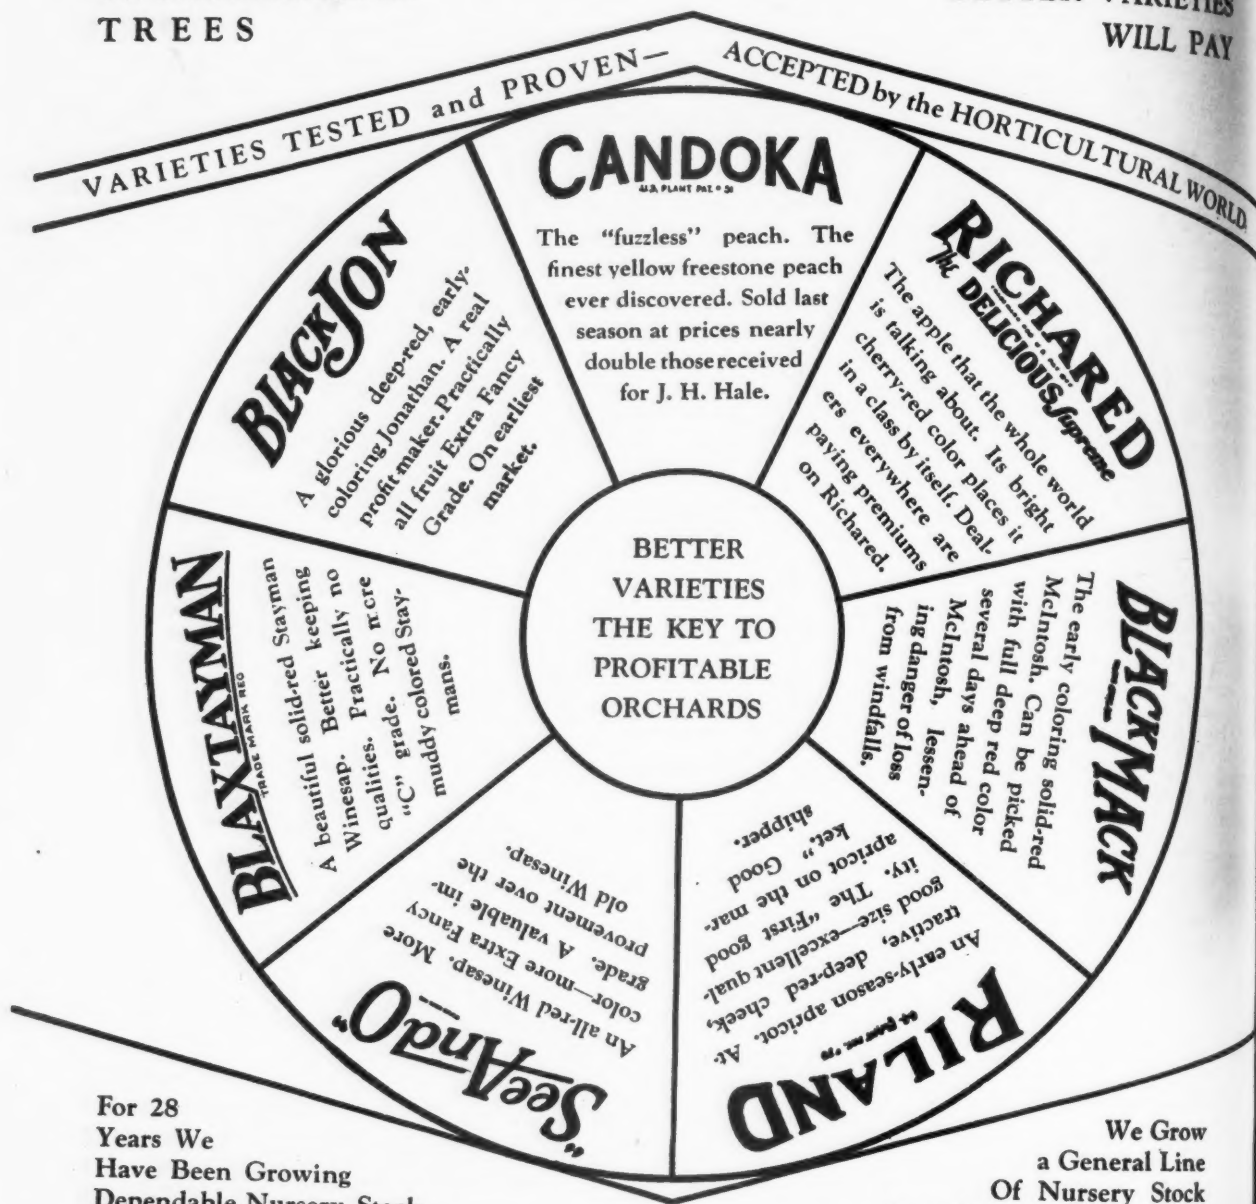 TREES
VARIETIES
WILL PAY
VARIETIES TESTED and PROVEN—
ACCEPTED by the HORTICULTURAL WORLD.
CANDOKA
U.S. PLANT PAT.
The "fuzzless" peach. The
finest yellow freestone peach
ever discovered. Sold last
season at prices nearly
double those received
for J. H. Hale.
RICHARED
The DELICIOUS Supreme
The apple that the whole world
is talking about. Its bright
cherry-red color places it
in a class by itself. Deal-
ers everywhere are
paying premiums
on Richared.
BLACKMACK
The early coloring solid-red
McIntosh. Can be picked
with full deep red color
several days ahead of
McIntosh, lessen-
ing danger of loss
from windfalls.
RILAND
An early-season apricot. At-
tractive, deep-red cheek,
good size—excellent qual-
ity. The "First good
apricot on the mar-
ket." Good
shipper.
"SeeAndO"
An all-red Winesap. More
color—more Extra Fancy
grade. A valuable im-
provement over the
old Winesap.
BLAXTAYMAN
TRADE MARK REG
A beautiful solid-red Stayman
Winesap. Better keeping
qualities. Practically no
"C" grade. No more
muddy colored Stay-
mans.
BLACKJON
A glorious deep-red, early-
coloring Jonathan. A real
profit-maker. Practically
all fruit Extra Fancy
Grade. On earliest
market.
BETTER
VARIETIES
THE KEY TO
PROFITABLE
ORCHARDS
For 28
Years We
Have Been Growing
Dependable Nursery Stock
We Grow
a General Line
Of Nursery Stock